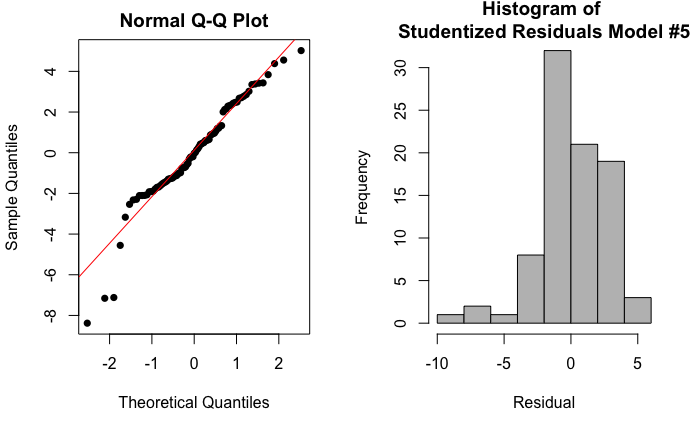 Normal Q-Q Plot
Sample Quantiles
4
2
0
-2
-4
-6
-8
-2 -1 0 1 2
Theoretical Quantiles
Histogram of
Studentized Residuals Model #5
Frequency
30
25
20
15
10
5
0
-10 -5 0 5
Residual